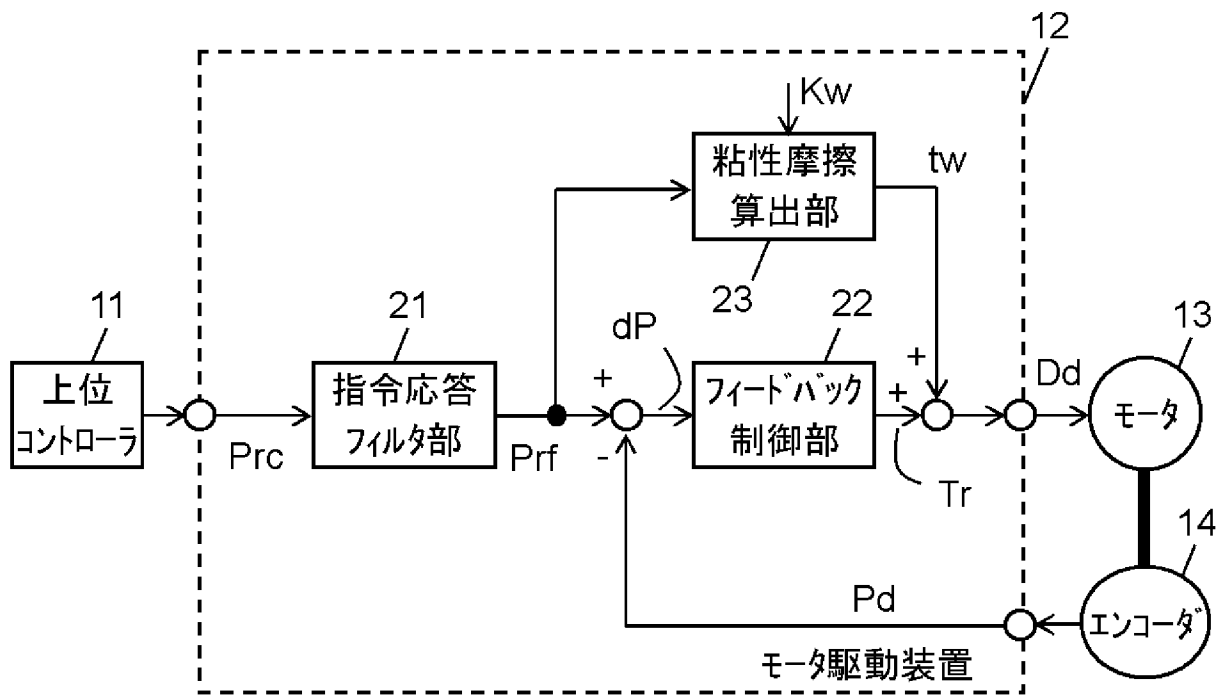 12
Kw
粘性摩擦
算出部
tw
23
11
21
dP
22
13
上位
コントローラ
指令応答
フィルタ部
+
-
フィードバック
制御部
+
+
Dd
モータ
Prc
Prf
Tr
14
Pd
エンコーダ
モータ駆動装置